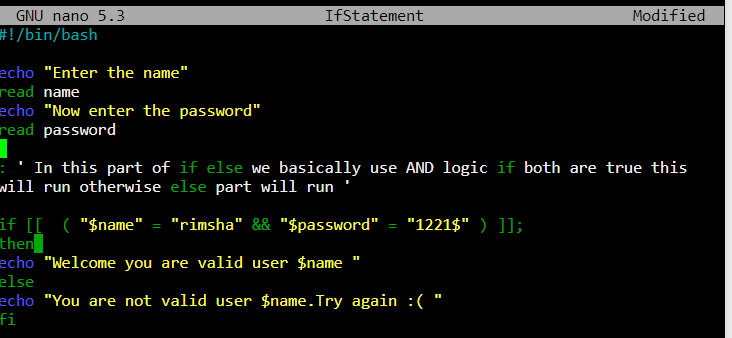 GNU nano 5.3 IfStatement Modified
#!/bin/bash
echo "Enter the name"
read name
echo "Now enter the password"
read password
: ' In this part of if else we basically use AND logic if both are true this
will run otherwise else part will run '
if [[  ( "$name" = "rimsha" && "$password" = "1221$" ) ]];
then
echo "Welcome you are valid user $name "
else
echo "You are not valid user $name.Try again :( "
fi